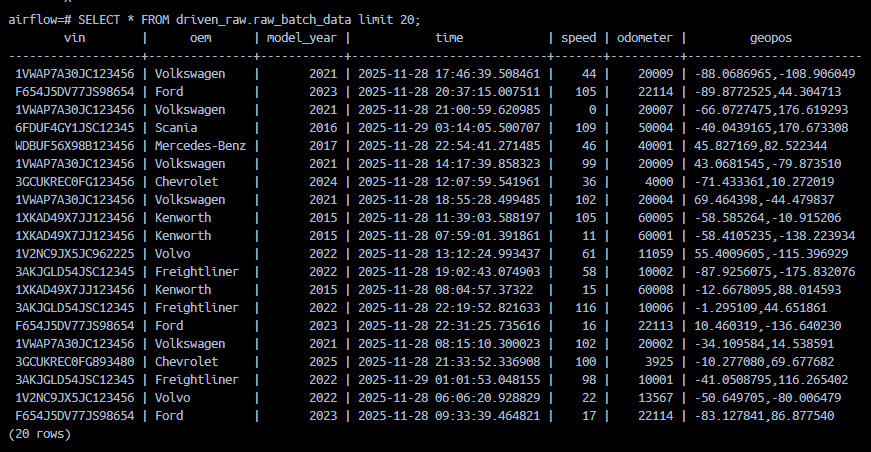 airflow=# SELECT * FROM driven_raw.raw_batch_data limit 20;
vin | oem | model_year | time | speed | odometer | geopos
-------------------+---------------+------------+----------------------------+-------+----------+-----------------------
1VWAP7A30JC123456 | Volkswagen | 2021 | 2025-11-28 17:46:39.508461 | 44 | 20009 | -88.0686965,-108.906049
F654J5DV77JS98654 | Ford | 2023 | 2025-11-28 20:37:15.007511 | 105 | 22114 | -89.8772525,44.304713
1VWAP7A30JC123456 | Volkswagen | 2021 | 2025-11-28 21:00:59.620985 | 0 | 20007 | -66.0727475,176.619293
6FDUF4GY1JSC12345 | Scania | 2016 | 2025-11-29 03:14:05.500707 | 109 | 50004 | -40.0439165,170.673308
WDBUF56X98B123456 | Mercedes-Benz | 2017 | 2025-11-28 22:54:41.271485 | 46 | 40001 | 45.827169,82.522344
1VWAP7A30JC123456 | Volkswagen | 2021 | 2025-11-28 14:17:39.858323 | 99 | 20009 | 43.0681545,-79.873510
3GCUKREC0FG123456 | Chevrolet | 2024 | 2025-11-28 12:07:59.541961 | 36 | 4000 | -71.433361,10.272019
1VWAP7A30JC123456 | Volkswagen | 2021 | 2025-11-28 18:55:28.499485 | 102 | 20004 | 69.464398,-44.479837
1XKAD49X7JJ123456 | Kenworth | 2015 | 2025-11-28 11:39:03.588197 | 105 | 60005 | -58.585264,-10.915206
1XKAD49X7JJ123456 | Kenworth | 2015 | 2025-11-28 07:59:01.391861 | 11 | 60001 | -58.4105235,-138.223934
1V2NC9JX5JC962225 | Volvo | 2022 | 2025-11-28 13:12:24.993437 | 61 | 11059 | 55.4009605,-115.396929
3AKJGLD54JSC12345 | Freightliner | 2022 | 2025-11-28 19:02:43.074903 | 58 | 10002 | -87.9256075,-175.832076
1XKAD49X7JJ123456 | Kenworth | 2015 | 2025-11-28 08:04:57.37322 | 15 | 60008 | -12.6678095,88.014593
3AKJGLD54JSC12345 | Freightliner | 2022 | 2025-11-28 22:19:52.821633 | 116 | 10006 | -1.295109,44.651861
F654J5DV77JS98654 | Ford | 2023 | 2025-11-28 22:31:25.735616 | 16 | 22113 | 10.460319,-136.640230
1VWAP7A30JC123456 | Volkswagen | 2021 | 2025-11-28 08:15:10.300023 | 102 | 20002 | -34.109584,14.538591
3GCUKREC0FG893480 | Chevrolet | 2025 | 2025-11-28 21:33:52.336908 | 100 | 3925 | -10.277080,69.677682
3AKJGLD54JSC12345 | Freightliner | 2022 | 2025-11-29 01:01:53.048155 | 98 | 10001 | -41.0508795,116.265402
1V2NC9JX5JC123456 | Volvo | 2022 | 2025-11-28 06:06:20.928829 | 22 | 13567 | -50.649705,-80.006479
F654J5DV77JS98654 | Ford | 2023 | 2025-11-28 09:33:39.464821 | 17 | 22114 | -83.127841,86.877540
(20 rows)